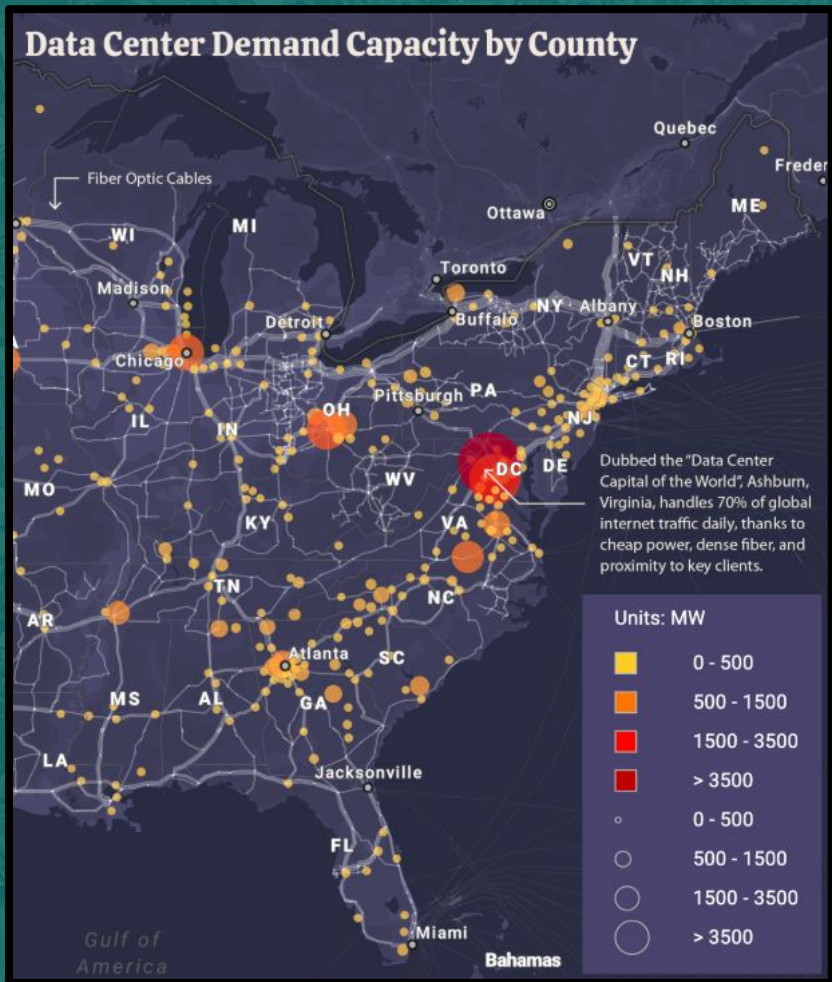 Data Center Demand Capacity by County
Quebec
Freder
Fiber Optic Cables
Ottawa
ME
WI
MI
VT
NH
Toronto
Madison
NY
Albany
Buffalo
Detroit
Boston
Chicago
CT
RI
Pittsburgh
PA
OH
NJ
IL
IN
DC
DE
WV
MO
KY
VA
Dubbed the "Data Center
Capital of the World", Ashburn,
Virginia, handles 70% of global
internet traffic daily, thanks to
cheap power, dense fiber, and
proximity to key clients.
TN
NC
AR
Atlanta
SC
MS
AL
GA
LA
Jacksonville
FL
Miami
Gulf of
America
Bahamas
Units: MW
0 - 500
500 - 1500
1500 - 3500
> 3500
0 - 500
500 - 1500
1500 - 3500
> 3500